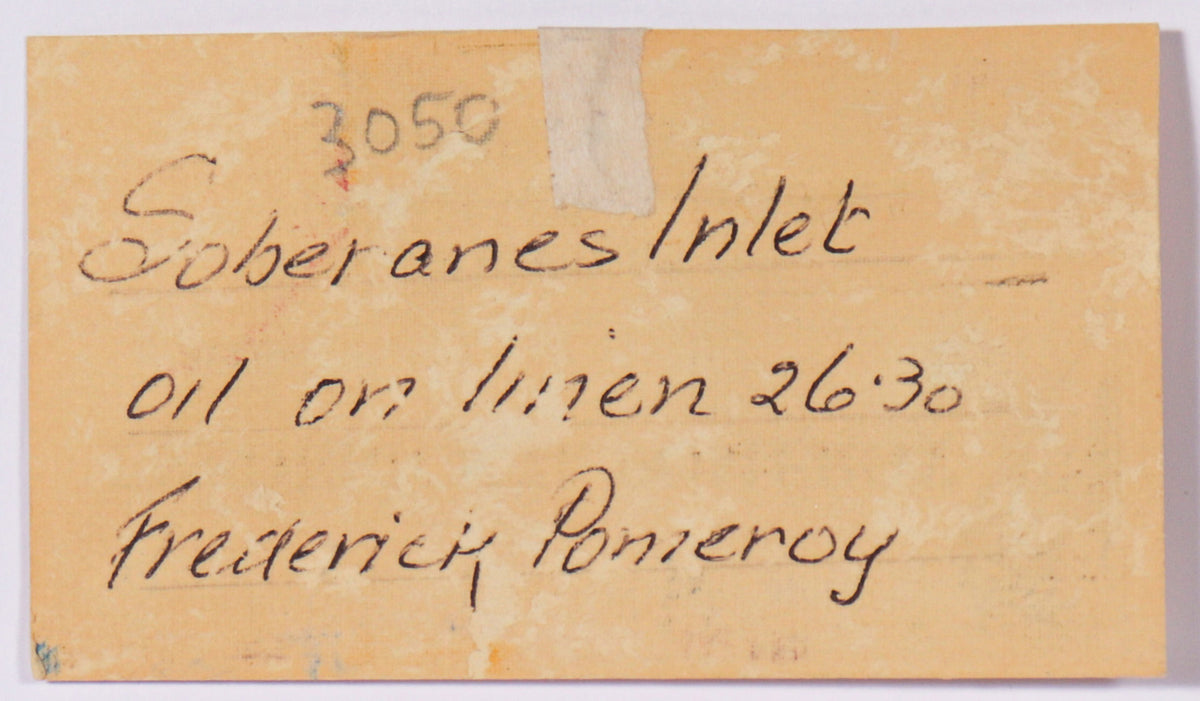 3050
Soberanes Inlet
oil on linen 26·30
Frederick Pomeroy